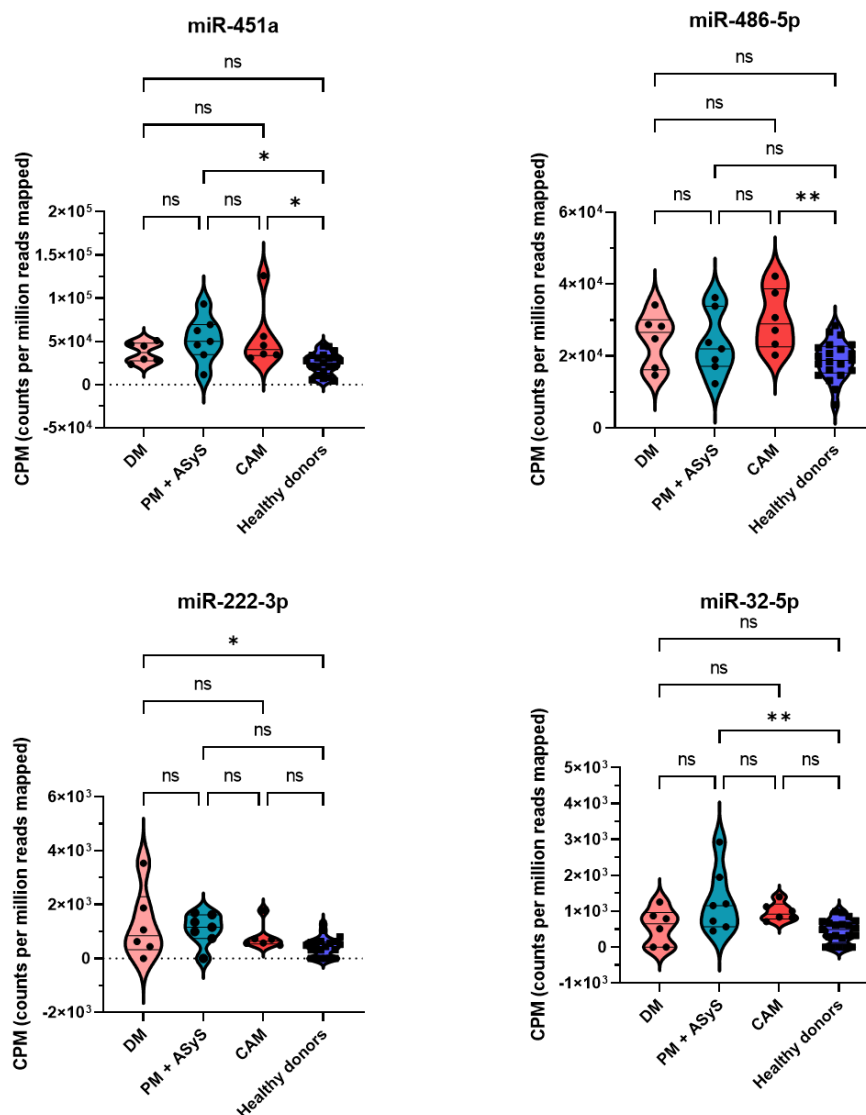 miR-451a
ns
ns
*
ns
ns
*
CPM (counts per million reads mapped)
2×10⁵
1.5×10⁵
1×10⁵
5×10⁴
0
-5×10⁴
DM
PM + ASyS
CAM
Healthy donors
miR-486-5p
ns
ns
ns
ns
ns
**
CPM (counts per million reads mapped)
6×10⁴
4×10⁴
2×10⁴
0
DM
PM + ASyS
CAM
Healthy donors
miR-222-3p
*
ns
ns
ns
ns
ns
CPM (counts per million reads mapped)
6×10³
4×10³
2×10³
0
-2×10³
DM
PM + ASyS
CAM
Healthy donors
miR-32-5p
ns
ns
**
ns
ns
ns
CPM (counts per million reads mapped)
5×10³
4×10³
3×10³
2×10³
1×10³
0
-1×10³
DM
PM + ASyS
CAM
Healthy donors